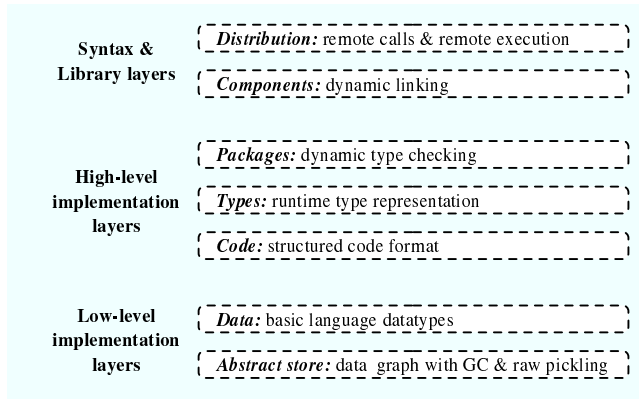 Syntax &
Library layers
Distribution: remote calls & remote execution
Components: dynamic linking
High-level
implementation
layers
Packages: dynamic type checking
Types: runtime type representation
Code: structured code format
Low-level
implementation
layers
Data: basic language datatypes
Abstract store: data graph with GC & raw pickling